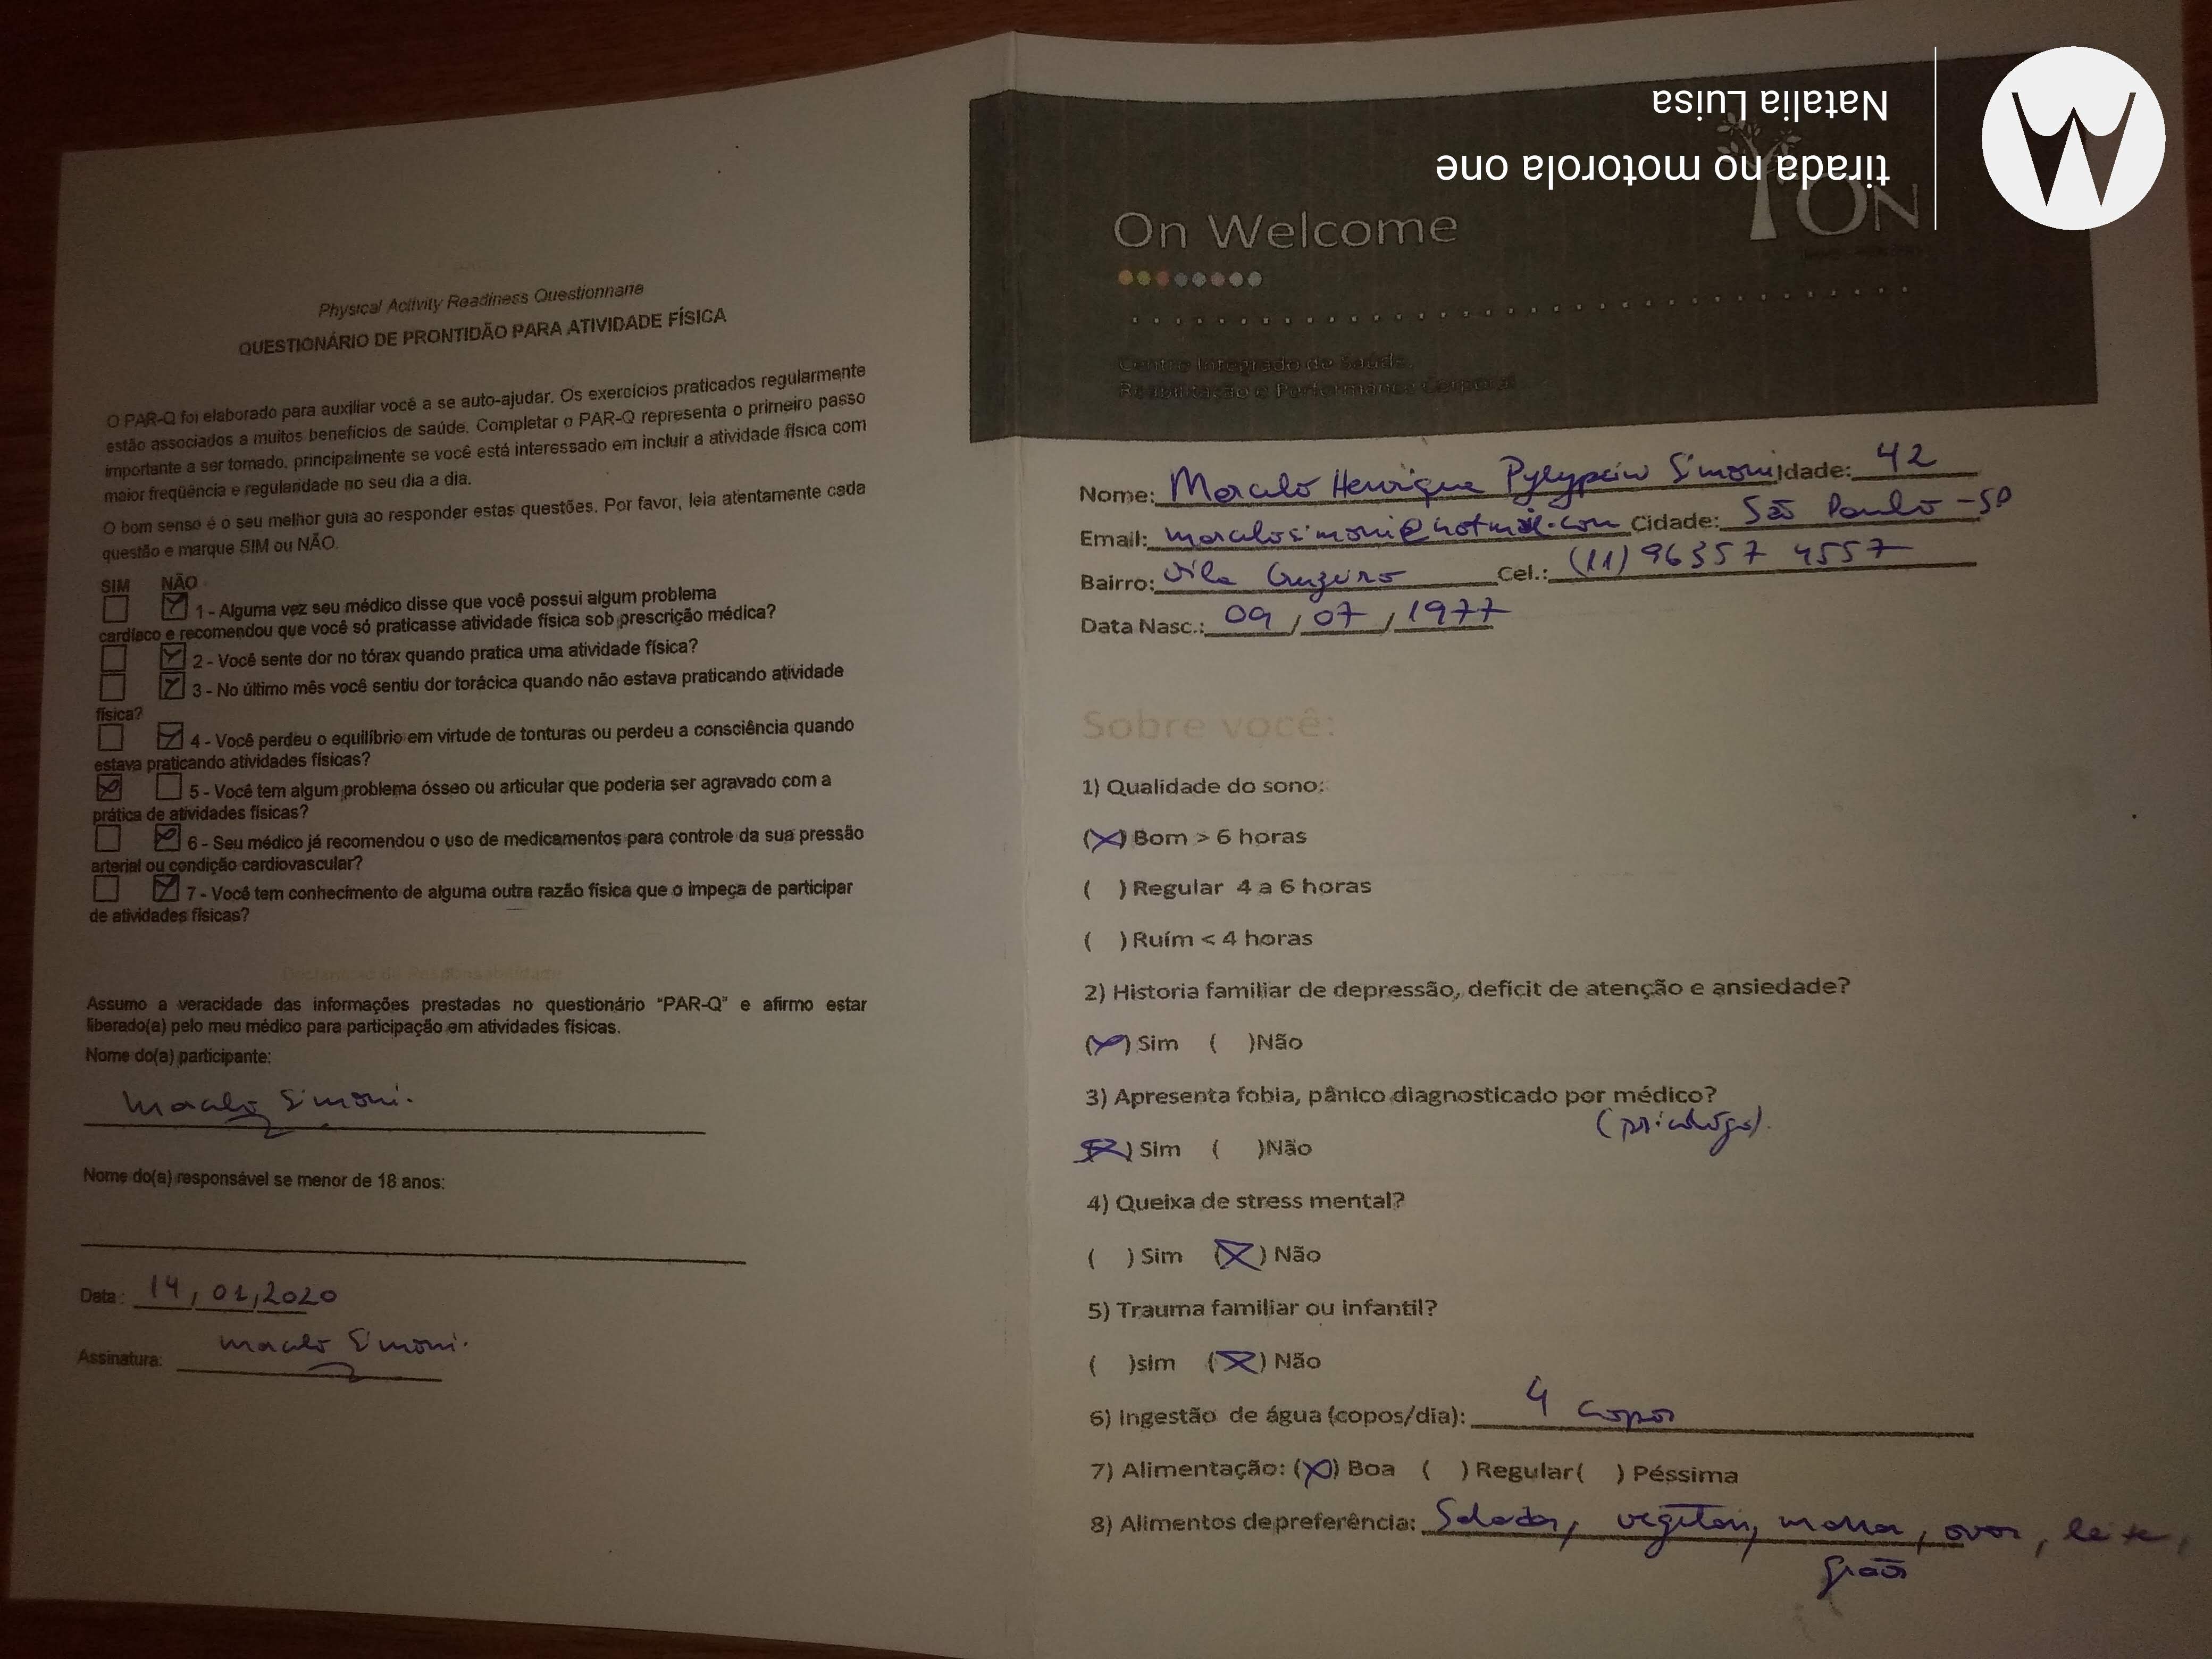 On Welcome
ON
Centro Integrado de Saúde,
Reabilitação e Performance Corporal
Nome: Marcelo Henrique Simoni Idade: 42
Email: Cidade: São Paulo - SP
Bairro: Vila Cel.: (11) 96357 4557
Data Nasc.: 09/07/1977
Sobre você:
1) Qualidade do sono:
(X) Bom > 6 horas
( ) Regular 4 a 6 horas
( ) Ruím < 4 horas
2) Historia familiar de depressão, deficit de atenção e ansiedade?
(X) Sim ( )Não
3) Apresenta fobia, pânico diagnosticado por médico?
(X) Sim ( )Não
4) Queixa de stress mental?
( ) Sim (X) Não
5) Trauma familiar ou infantil?
( )sim (X) Não
6) Ingestão de água (copos/dia): 4 copos
7) Alimentação: (X) Boa ( ) Regular ( ) Péssima
8) Alimentos de preferência: Salada, massa, ovos, leite,
Physical Activity Readiness Questionnaire
QUESTIONÁRIO DE PRONTIDÃO PARA ATIVIDADE FÍSICA
O PAR-Q foi elaborado para auxiliar você a se auto-ajudar. Os exercícios praticados regularmente
estão associados a muitos benefícios de saúde. Completar o PAR-Q representa o primeiro passo
importante a ser tomado, principalmente se você está interessado em incluir a atividade física com
maior freqüência e regularidade no seu dia a dia.
O bom senso é o seu melhor guia ao responder estas questões. Por favor, leia atentamente cada
questão e marque SIM ou NÃO.
SIM NÃO
1 - Alguma vez seu médico disse que você possui algum problema
cardíaco e recomendou que você só praticasse atividade física sob prescrição médica?
2 - Você sente dor no tórax quando pratica uma atividade física?
3 - No último mês você sentiu dor torácica quando não estava praticando atividade
física?
4 - Você perdeu o equilíbrio em virtude de tonturas ou perdeu a consciência quando
estava praticando atividades físicas?
5 - Você tem algum problema ósseo ou articular que poderia ser agravado com a
prática de atividades físicas?
6 - Seu médico já recomendou o uso de medicamentos para controle da sua pressão
arterial ou condição cardiovascular?
7 - Você tem conhecimento de alguma outra razão física que o impeça de participar
de atividades físicas?
Declaração de Responsabilidade
Assumo a veracidade das informações prestadas no questionário "PAR-Q" e afirmo estar
liberado(a) pelo meu médico para participação em atividades físicas.
Nome do(a) participante:
Marcelo Simoni.
Nome do(a) responsável se menor de 18 anos:
Data: 14/01/2020
Assinatura: Marcelo Simoni.
tirada no motorola one
Natalia Luisa